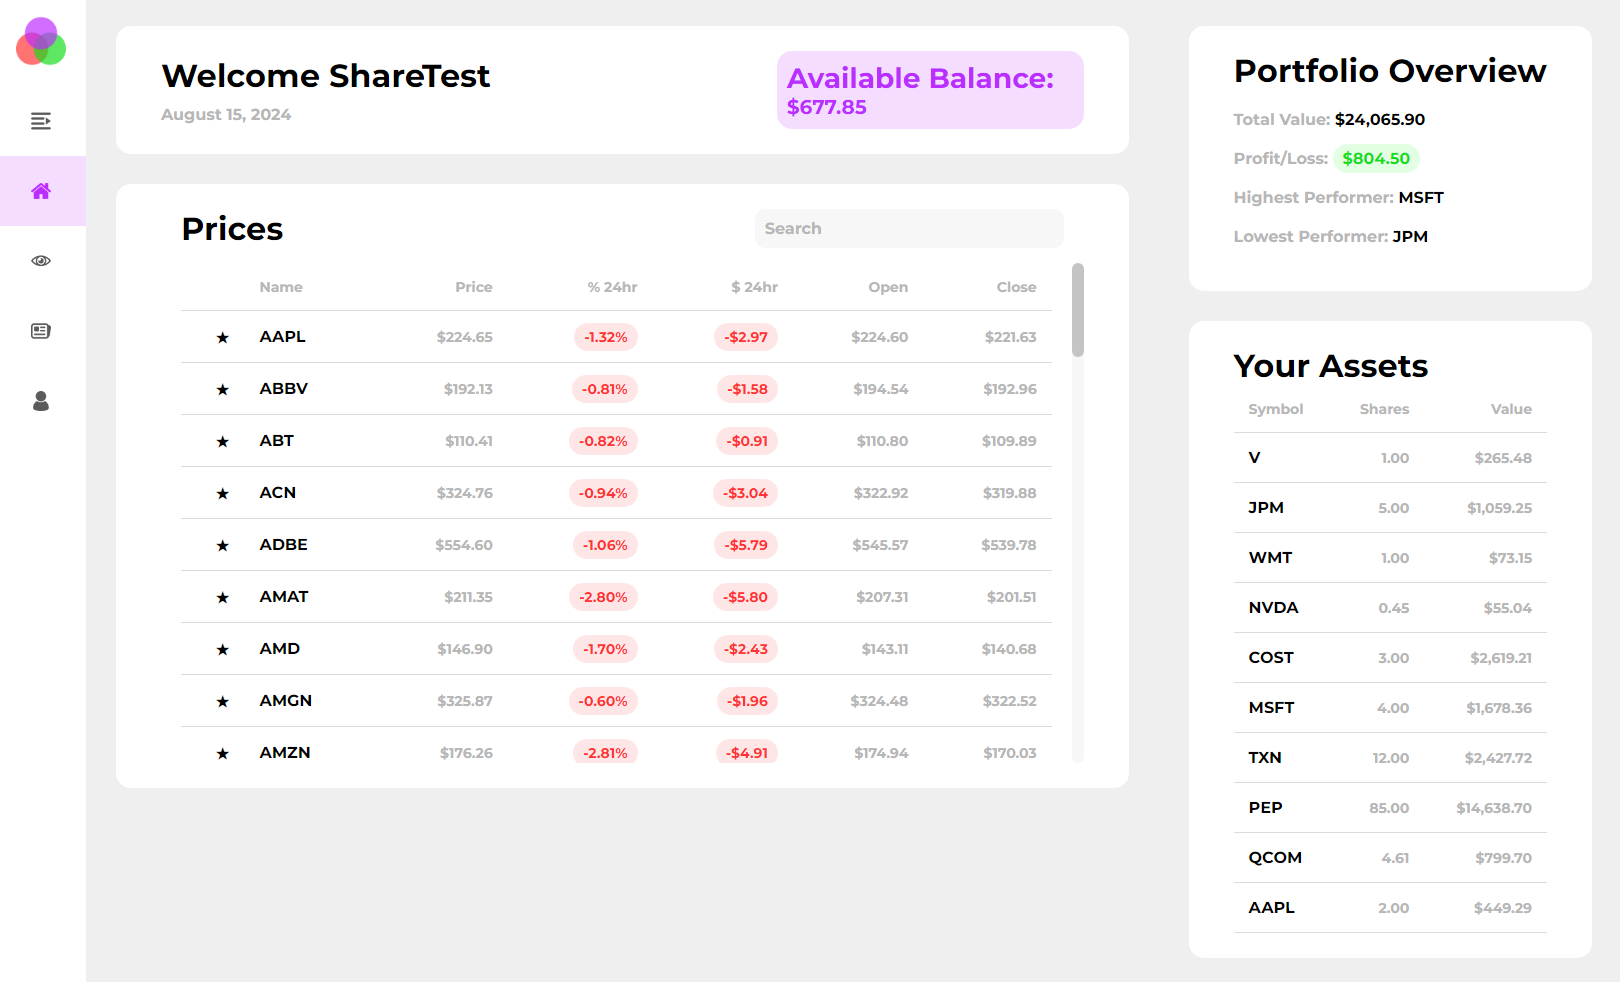 Welcome ShareTest
August 15, 2024
Available Balance:
$677.85
Prices
Search
Name Price % 24hr $ 24hr Open Close
★ AAPL $224.65 -1.32% -$2.97 $224.60 $221.63
★ ABBV $192.13 -0.81% -$1.58 $194.54 $192.96
★ ABT $110.41 -0.82% -$0.91 $110.80 $109.89
★ ACN $324.76 -0.94% -$3.04 $322.92 $319.88
★ ADBE $554.60 -1.06% -$5.79 $545.57 $539.78
★ AMAT $211.35 -2.80% -$5.80 $207.31 $201.51
★ AMD $146.90 -1.70% -$2.43 $143.11 $140.68
★ AMGN $325.87 -0.60% -$1.96 $324.48 $322.52
★ AMZN $176.26 -2.81% -$4.91 $174.94 $170.03
Portfolio Overview
Total Value: $24,065.90
Profit/Loss: $804.50
Highest Performer: MSFT
Lowest Performer: JPM
Your Assets
Symbol Shares Value
V 1.00 $265.48
JPM 5.00 $1,059.25
WMT 1.00 $73.15
NVDA 0.45 $55.04
COST 3.00 $2,619.21
MSFT 4.00 $1,678.36
TXN 12.00 $2,427.72
PEP 85.00 $14,638.70
QCOM 4.61 $799.70
AAPL 2.00 $449.29